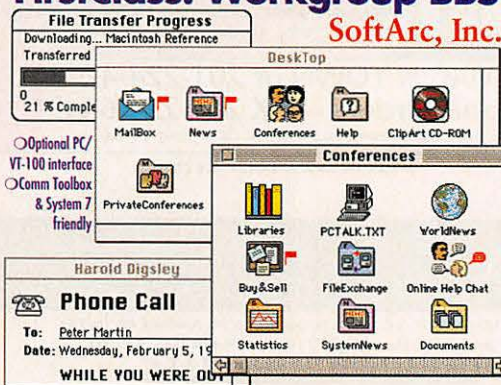 FirstClass: Workgroup BBS
SoftArc, Inc.
File Transfer Progress
Downloading... Macintosh Reference
Transferred
0
21 % Comple
DeskTop
MailBox
News
Conferences
Help
ClipArt CD-ROM
PrivateConferences
Optional PC/
VT-100 interface
Comm Toolbox
& System 7
friendly
Conferences
Libraries
PCTALK.TXT
WorldNews
Buy&Sell
FileExchange
Online Help Chat
Statistics
SystemNews
Documents
Harold Digsley
Phone Call
To: Peter Martin
Date: Wednesday, February 5, 19
WHILE YOU WERE OUT